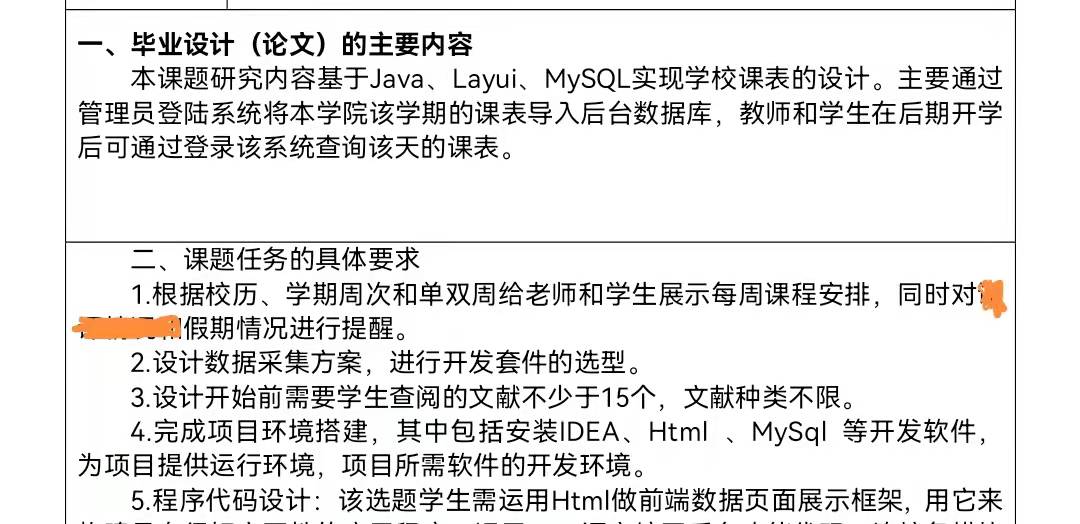 一、毕业设计（论文）的主要内容
本课题研究内容基于Java、Layui、MySQL实现学校课表的设计。主要通过
管理员登陆系统将本学院该学期的课表导入后台数据库，教师和学生在后期开学
后可通过登录该系统查询该天的课表。
二、课题任务的具体要求
1.根据校历、学期周次和单双周给老师和学生展示每周课程安排，同时对
假期情况进行提醒。
2.设计数据采集方案，进行开发套件的选型。
3.设计开始前需要学生查阅的文献不少于15个，文献种类不限。
4.完成项目环境搭建，其中包括安装IDEA、Html 、MySql 等开发软件，
为项目提供运行环境，项目所需软件的开发环境。
5.程序代码设计：该选题学生需运用Html做前端数据页面展示框架, 用它来